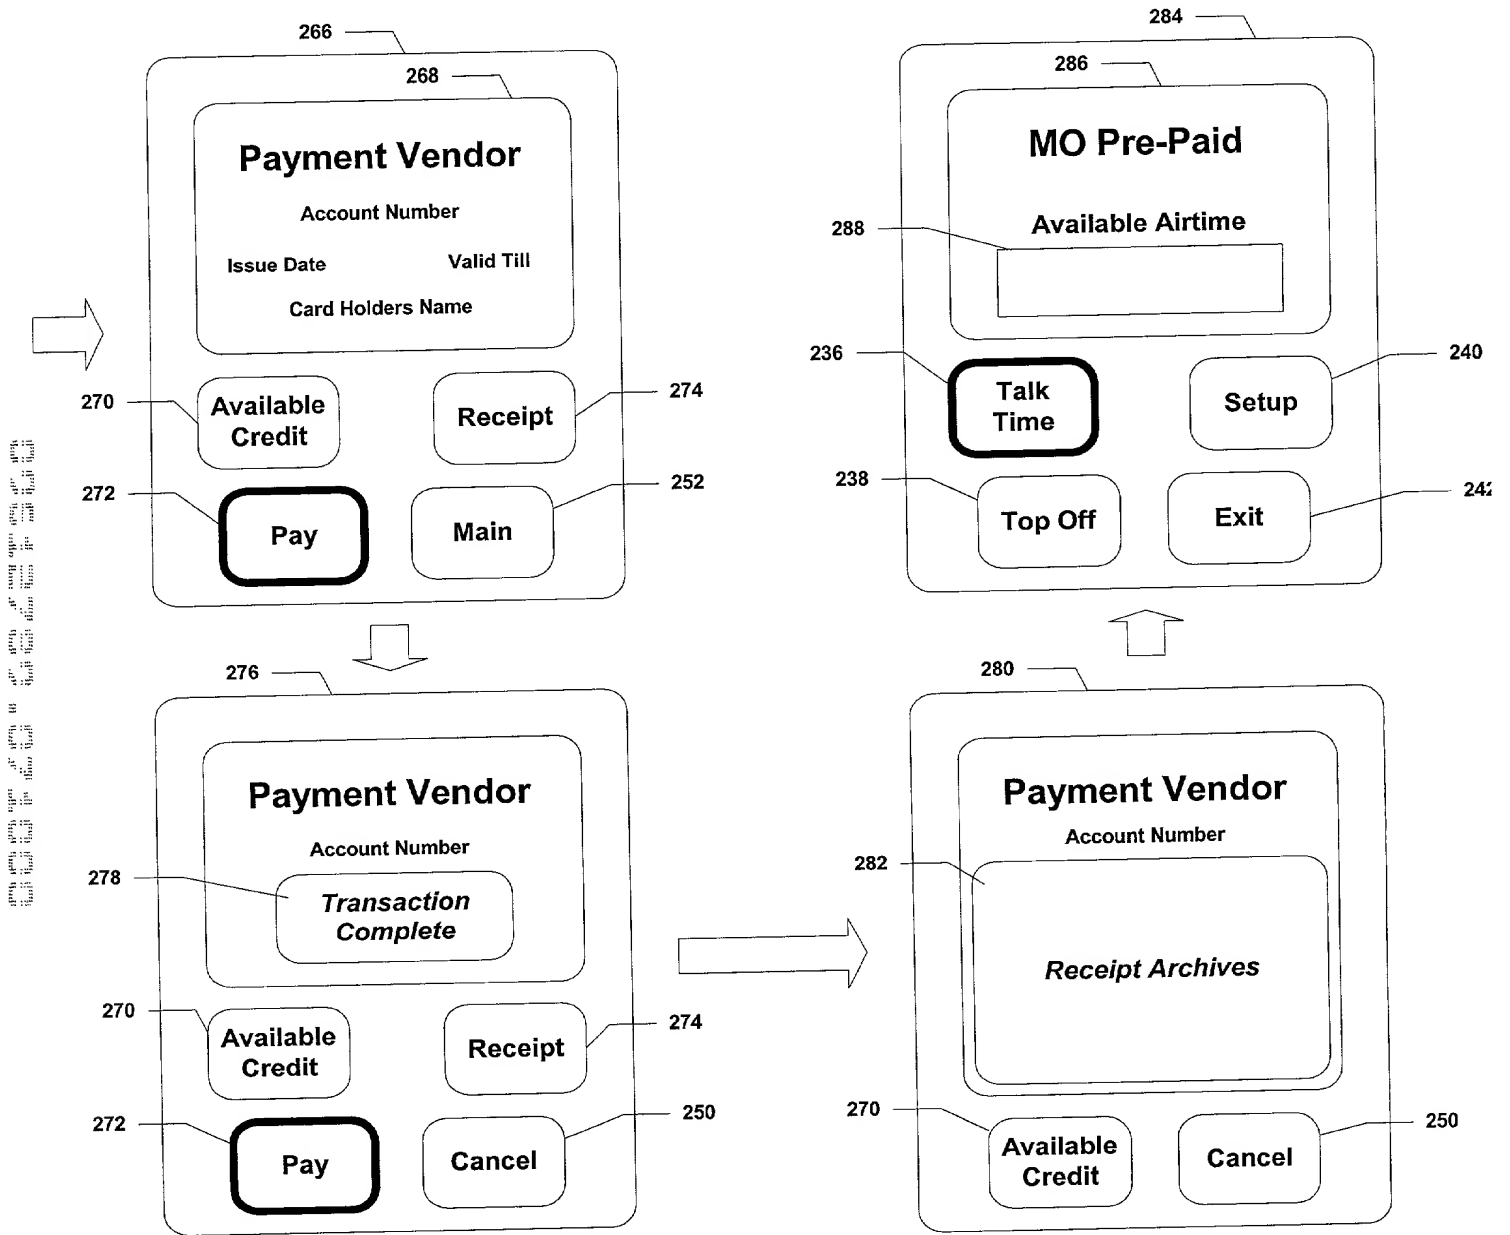 266
268
Payment Vendor
Account Number
Issue Date
Valid Till
Card Holders Name
270
Available
Credit
Receipt
274
272
Pay
Main
252
284
286
MO Pre-Paid
Available Airtime
288
236
Talk
Time
Setup
240
238
Top Off
Exit
276
Payment Vendor
Account Number
278
Transaction
Complete
270
Available
Credit
Receipt
274
272
Pay
Cancel
250
280
Payment Vendor
Account Number
282
Receipt Archives
270
Available
Credit
Cancel
250